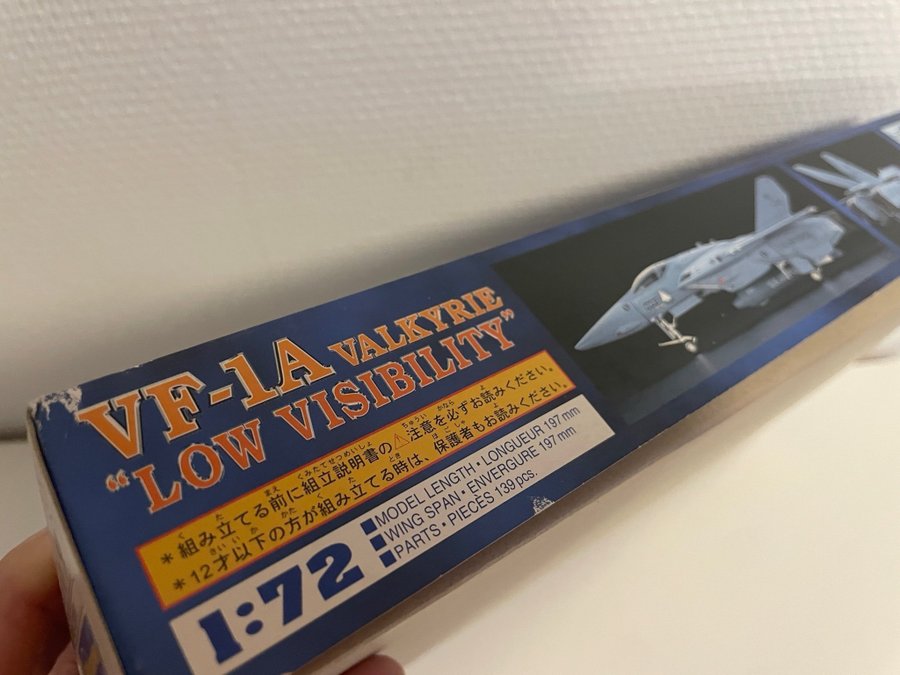 VF-1A VALKYRIE
“LOW VISIBILITY”
＊組み立てる前に組立説明書の⚠注意を必ずお読みください。
＊12才以下の方が組み立てる時は、保護者もお読みください。
1:72
MODEL LENGTH・LONGUEUR 197mm
WING SPAN・ENVERGURE 197mm
PARTS・PIECÈS 139pcs.